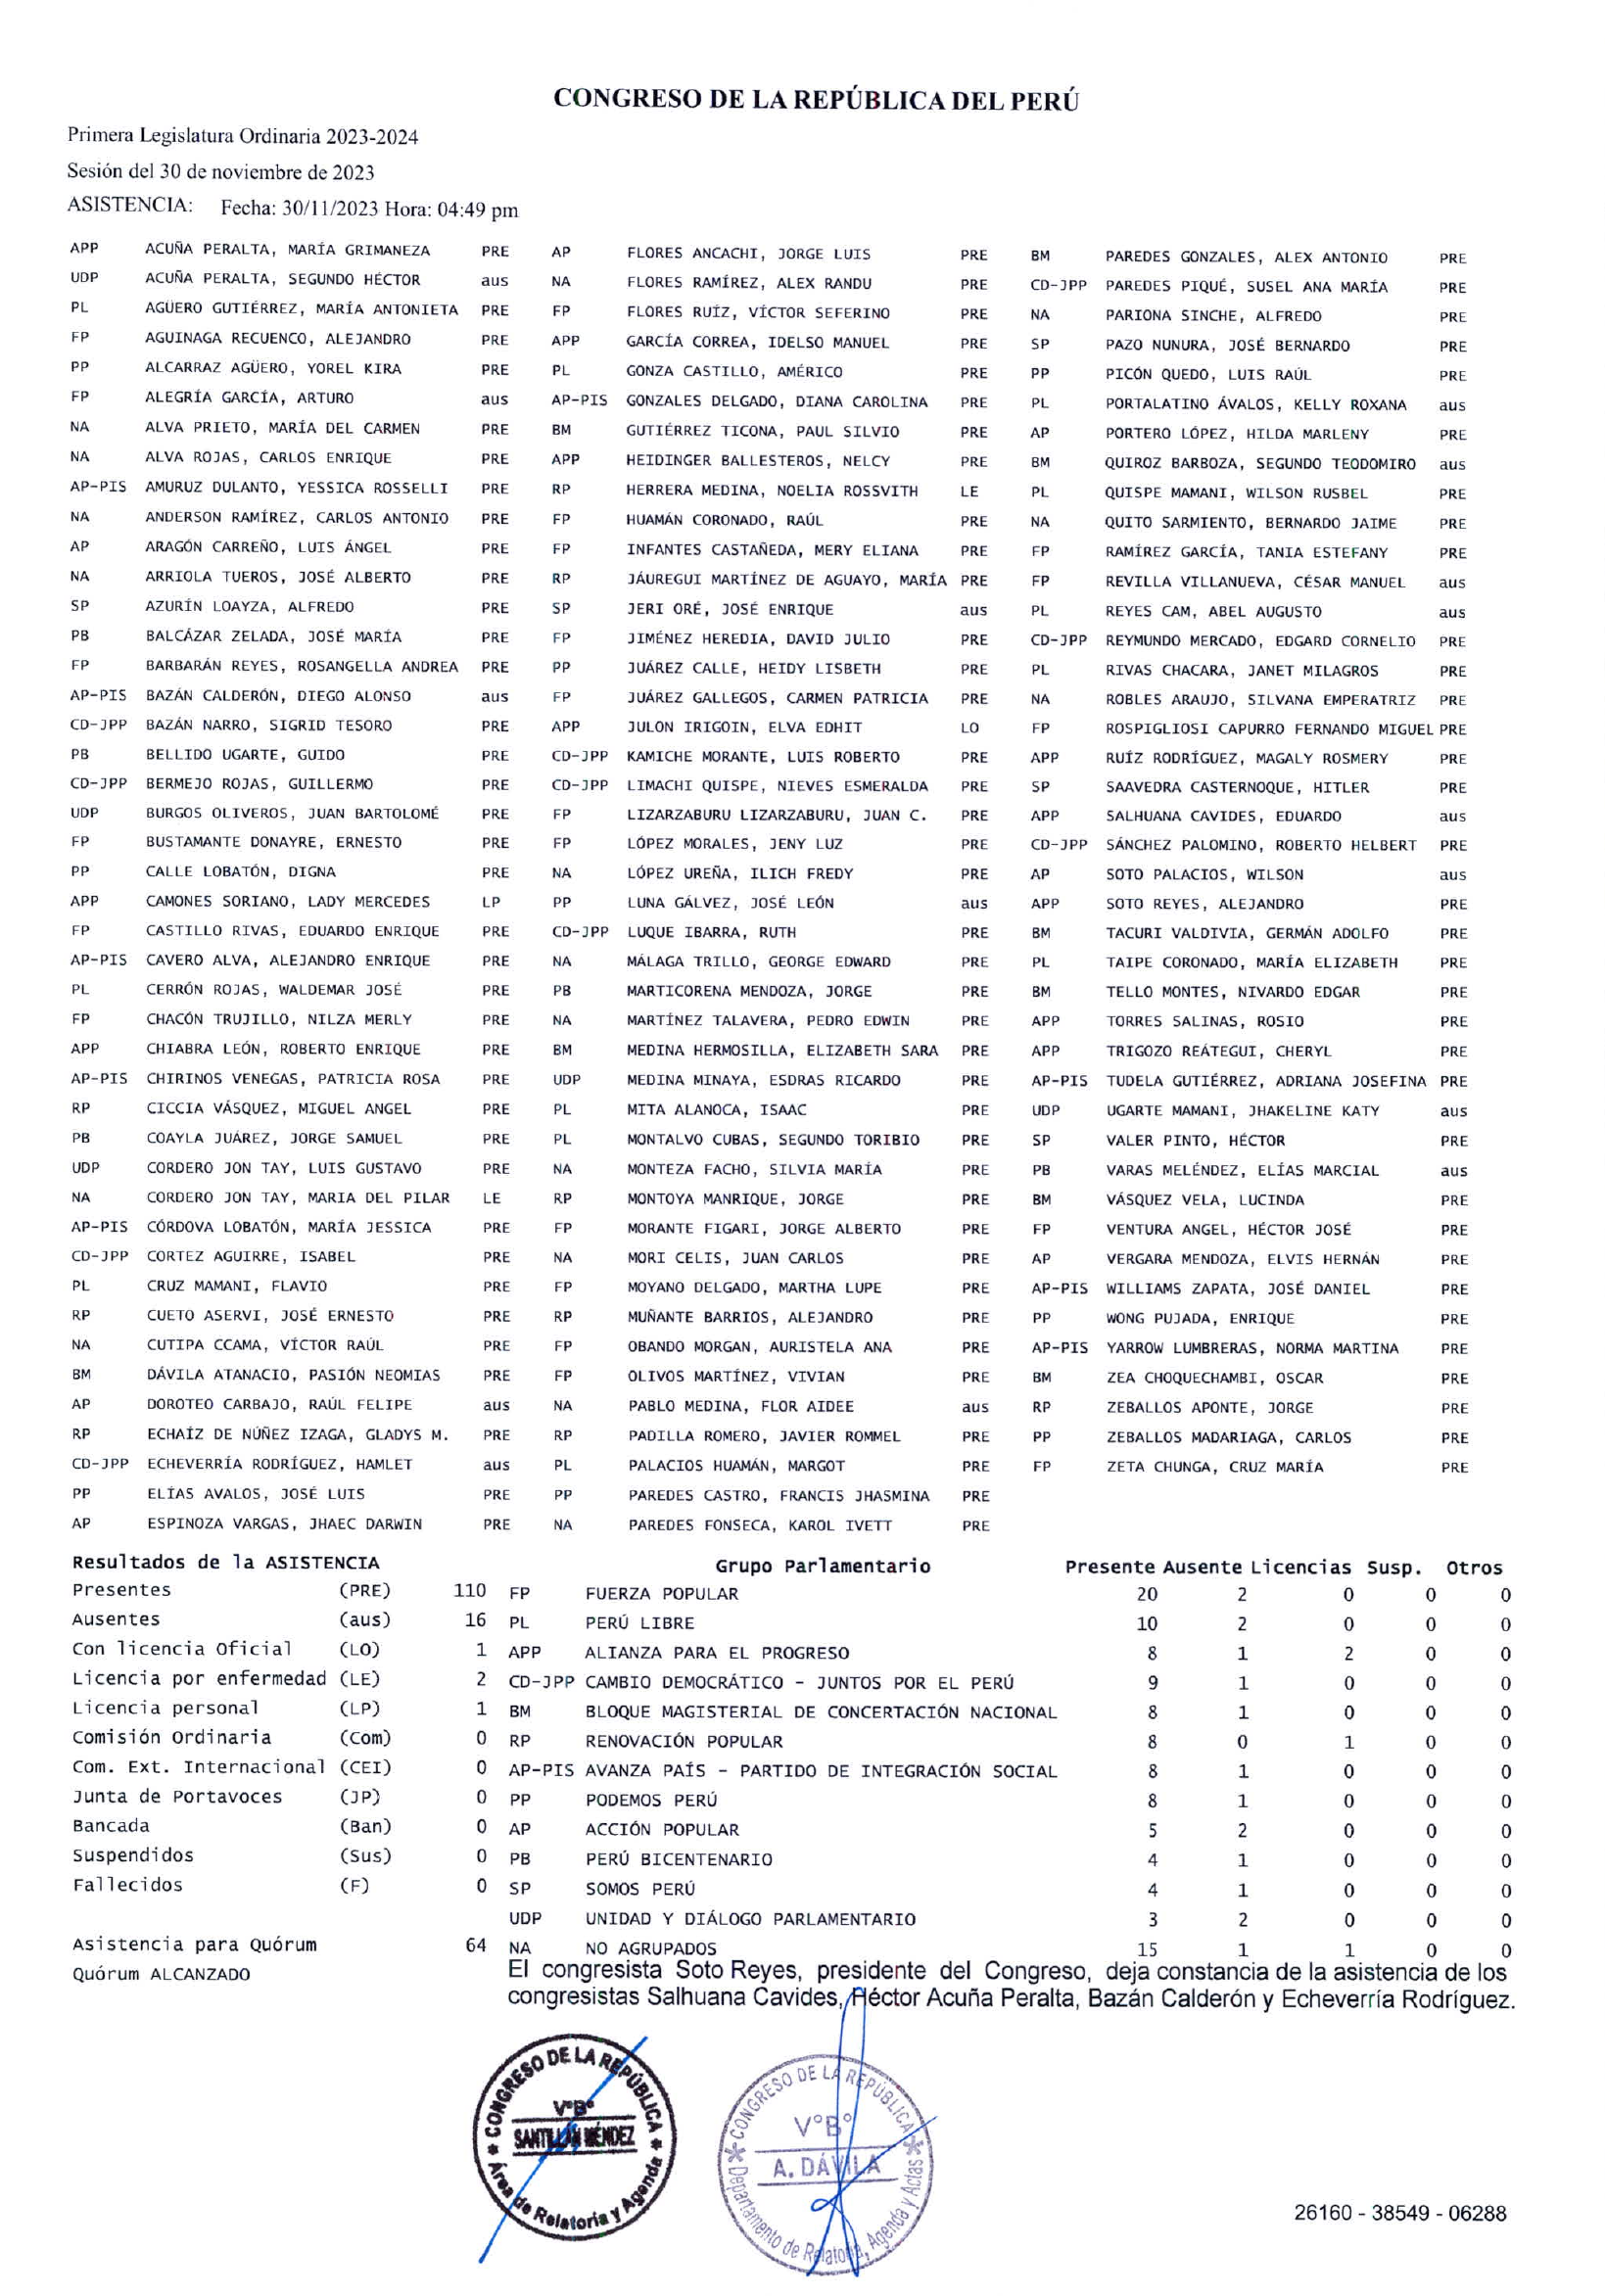 CONGRESO DE LA REPÚBLICA DEL PERÚ
Primera Legislatura Ordinaria 2023-2024
Sesión del 30 de noviembre de 2023
ASISTENCIA: Fecha: 30/11/2023 Hora: 04:49 pm
APP ACUÑA PERALTA, MARÍA GRIMANEZA PRE AP FLORES ANCACHI, JORGE LUIS PRE BM PAREDES GONZALES, ALEX ANTONIO PRE
UDP ACUÑA PERALTA, SEGUNDO HÉCTOR aus NA FLORES RAMÍREZ, ALEX RANDU PRE CD-JPP PAREDES PIQUÉ, SUSEL ANA MARÍA PRE
PL AGÜERO GUTIÉRREZ, MARÍA ANTONIETA PRE FP FLORES RUÍZ, VÍCTOR SEFERINO PRE NA PARIONA SINCHE, ALFREDO PRE
FP AGUINAGA RECUENCO, ALEJANDRO PRE APP GARCÍA CORREA, IDELSO MANUEL PRE SP PAZO NUNURA, JOSÉ BERNARDO PRE
PP ALCARRAZ AGÜERO, YOREL KIRA PRE PL GONZA CASTILLO, AMÉRICO PRE PP PICÓN QUEDO, LUIS RAÚL PRE
FP ALEGRÍA GARCÍA, ARTURO aus AP-PIS GONZALES DELGADO, DIANA CAROLINA PRE PL PORTALATINO ÁVALOS, KELLY ROXANA aus
NA ALVA PRIETO, MARÍA DEL CARMEN PRE BM GUTIÉRREZ TICONA, PAUL SILVIO PRE AP PORTERO LÓPEZ, HILDA MARLENY PRE
NA ALVA ROJAS, CARLOS ENRIQUE PRE APP HEIDINGER BALLESTEROS, NELCY PRE BM QUIROZ BARBOZA, SEGUNDO TEODOMIRO aus
AP-PIS AMURUZ DULANTO, YESSICA ROSSELLI PRE RP HERRERA MEDINA, NOELIA ROSSVITH LE PL QUISPE MAMANI, WILSON RUSBEL PRE
NA ANDERSON RAMÍREZ, CARLOS ANTONIO PRE FP HUAMÁN CORONADO, RAÚL PRE NA QUITO SARMIENTO, BERNARDO JAIME PRE
AP ARAGÓN CARREÑO, LUIS ÁNGEL PRE FP INFANTES CASTAÑEDA, MERY ELIANA PRE FP RAMÍREZ GARCÍA, TANIA ESTEFANY PRE
NA ARRIOLA TUEROS, JOSÉ ALBERTO PRE RP JÁUREGUI MARTÍNEZ DE AGUAYO, MARÍA PRE FP REVILLA VILLANUEVA, CÉSAR MANUEL aus
SP AZURÍN LOAYZA, ALFREDO PRE SP JERI ORÉ, JOSÉ ENRIQUE aus PL REYES CAM, ABEL AUGUSTO aus
PB BALCÁZAR ZELADA, JOSÉ MARÍA PRE FP JIMÉNEZ HEREDIA, DAVID JULIO PRE CD-JPP REYMUNDO MERCADO, EDGARD CORNELIO PRE
FP BARBARÁN REYES, ROSANGELLA ANDREA PRE PP JUÁREZ CALLE, HEIDY LISBETH PRE PL RIVAS CHACARA, JANET MILAGROS PRE
AP-PIS BAZÁN CALDERÓN, DIEGO ALONSO aus FP JUÁREZ GALLEGOS, CARMEN PATRICIA PRE NA ROBLES ARAUJO, SILVANA EMPERATRIZ PRE
CD-JPP BAZÁN NARRO, SIGRID TESORO PRE APP JULON IRIGOIN, ELVA EDHIT LO FP ROSPIGLIOSI CAPURRO FERNANDO MIGUEL PRE
PB BELLIDO UGARTE, GUIDO PRE CD-JPP KAMICHE MORANTE, LUIS ROBERTO PRE APP RUÍZ RODRÍGUEZ, MAGALY ROSMERY PRE
CD-JPP BERMEJO ROJAS, GUILLERMO PRE CD-JPP LIMACHI QUISPE, NIEVES ESMERALDA PRE SP SAAVEDRA CASTERNOQUE, HITLER PRE
UDP BURGOS OLIVEROS, JUAN BARTOLOMÉ PRE FP LIZARZABURU LIZARZABURU, JUAN C. PRE APP SALHUANA CAVIDES, EDUARDO aus
FP BUSTAMANTE DONAYRE, ERNESTO PRE FP LÓPEZ MORALES, JENY LUZ PRE CD-JPP SÁNCHEZ PALOMINO, ROBERTO HELBERT PRE
PP CALLE LOBATÓN, DIGNA PRE NA LÓPEZ UREÑA, ILICH FREDY PRE AP SOTO PALACIOS, WILSON aus
APP CAMONES SORIANO, LADY MERCEDES LP PP LUNA GÁLVEZ, JOSÉ LEÓN aus APP SOTO REYES, ALEJANDRO PRE
FP CASTILLO RIVAS, EDUARDO ENRIQUE PRE CD-JPP LUQUE IBARRA, RUTH PRE BM TACURI VALDIVIA, GERMÁN ADOLFO PRE
AP-PIS CAVERO ALVA, ALEJANDRO ENRIQUE PRE NA MÁLAGA TRILLO, GEORGE EDWARD PRE PL TAIPE CORONADO, MARÍA ELIZABETH PRE
PL CERRÓN ROJAS, WALDEMAR JOSÉ PRE PB MARTICORENA MENDOZA, JORGE PRE BM TELLO MONTES, NIVARDO EDGAR PRE
FP CHACÓN TRUJILLO, NILZA MERLY PRE NA MARTÍNEZ TALAVERA, PEDRO EDWIN PRE APP TORRES SALINAS, ROSIO PRE
APP CHIABRA LEÓN, ROBERTO ENRIQUE PRE BM MEDINA HERMOSILLA, ELIZABETH SARA PRE APP TRIGOZO REÁTEGUI, CHERYL PRE
AP-PIS CHIRINOS VENEGAS, PATRICIA ROSA PRE UDP MEDINA MINAYA, ESDRAS RICARDO PRE AP-PIS TUDELA GUTIÉRREZ, ADRIANA JOSEFINA PRE
RP CICCIA VÁSQUEZ, MIGUEL ANGEL PRE PL MITA ALANOCA, ISAAC PRE UDP UGARTE MAMANI, JHAKELINE KATY aus
PB COAYLA JUÁREZ, JORGE SAMUEL PRE PL MONTALVO CUBAS, SEGUNDO TORIBIO PRE SP VALER PINTO, HÉCTOR PRE
UDP CORDERO JON TAY, LUIS GUSTAVO PRE NA MONTEZA FACHO, SILVIA MARÍA PRE PB VARAS MELÉNDEZ, ELÍAS MARCIAL aus
NA CORDERO JON TAY, MARIA DEL PILAR LE RP MONTOYA MANRIQUE, JORGE PRE BM VÁSQUEZ VELA, LUCINDA PRE
AP-PIS CÓRDOVA LOBATÓN, MARÍA JESSICA PRE FP MORANTE FIGARI, JORGE ALBERTO PRE FP VENTURA ANGEL, HÉCTOR JOSÉ PRE
CD-JPP CORTEZ AGUIRRE, ISABEL PRE NA MORI CELIS, JUAN CARLOS PRE AP VERGARA MENDOZA, ELVIS HERNÁN PRE
PL CRUZ MAMANI, FLAVIO PRE FP MOYANO DELGADO, MARTHA LUPE PRE AP-PIS WILLIAMS ZAPATA, JOSÉ DANIEL PRE
RP CUETO ASERVI, JOSÉ ERNESTO PRE RP MUÑANTE BARRIOS, ALEJANDRO PRE PP WONG PUJADA, ENRIQUE PRE
NA CUTIPA CCAMA, VÍCTOR RAÚL PRE FP OBANDO MORGAN, AURISTELA ANA PRE AP-PIS YARROW LUMBRERAS, NORMA MARTINA PRE
BM DÁVILA ATANACIO, PASIÓN NEOMIAS PRE FP OLIVOS MARTÍNEZ, VIVIAN PRE BM ZEA CHOQUECHAMBI, OSCAR PRE
AP DOROTEO CARBAJO, RAÚL FELIPE aus NA PABLO MEDINA, FLOR AIDEE aus RP ZEBALLOS APONTE, JORGE PRE
RP ECHAÍZ DE NÚÑEZ IZAGA, GLADYS M. PRE RP PADILLA ROMERO, JAVIER ROMMEL PRE PP ZEBALLOS MADARIAGA, CARLOS PRE
CD-JPP ECHEVERRÍA RODRÍGUEZ, HAMLET aus PL PALACIOS HUAMÁN, MARGOT PRE FP ZETA CHUNGA, CRUZ MARÍA PRE
PP ELÍAS AVALOS, JOSÉ LUIS PRE PP PAREDES CASTRO, FRANCIS JHASMINA PRE
AP ESPINOZA VARGAS, JHAEC DARWIN PRE NA PAREDES FONSECA, KAROL IVETT PRE
Resultados de la ASISTENCIA Grupo Parlamentario Presente Ausente Licencias Susp. Otros
Presentes (PRE) 110 FP FUERZA POPULAR 20 2 0 0 0
Ausentes (aus) 16 PL PERÚ LIBRE 10 2 0 0 0
Con licencia Oficial (LO) 1 APP ALIANZA PARA EL PROGRESO 8 1 2 0 0
Licencia por enfermedad (LE) 2 CD-JPP CAMBIO DEMOCRÁTICO - JUNTOS POR EL PERÚ 9 1 0 0 0
Licencia personal (LP) 1 BM BLOQUE MAGISTERIAL DE CONCERTACIÓN NACIONAL 8 1 0 0 0
Comisión Ordinaria (Com) 0 RP RENOVACIÓN POPULAR 8 0 1 0 0
Com. Ext. Internacional (CEI) 0 AP-PIS AVANZA PAÍS - PARTIDO DE INTEGRACIÓN SOCIAL 8 1 0 0 0
Junta de Portavoces (JP) 0 PP PODEMOS PERÚ 8 1 0 0 0
Bancada (Ban) 0 AP ACCIÓN POPULAR 5 2 0 0 0
Suspendidos (Sus) 0 PB PERÚ BICENTENARIO 4 1 0 0 0
Fallecidos (F) 0 SP SOMOS PERÚ 4 1 0 0 0
UDP UNIDAD Y DIÁLOGO PARLAMENTARIO 3 2 0 0 0
Asistencia para Quórum 64 NA NO AGRUPADOS 15 1 1 0 0
Quórum ALCANZADO
El congresista Soto Reyes, presidente del Congreso, deja constancia de la asistencia de los
congresistas Salhuana Cavides, Héctor Acuña Peralta, Bazán Calderón y Echeverría Rodríguez.
CONGRESO DE LA REPÚBLICA
V°B°
SANTILLÁN MÉNDEZ
Área de Relatoría y Agenda
CONGRESO DE LA REPÚBLICA
V°B°
A. DÁVILA
Departamento de Relatoría, Agenda y Actas
26160 - 38549 - 06288